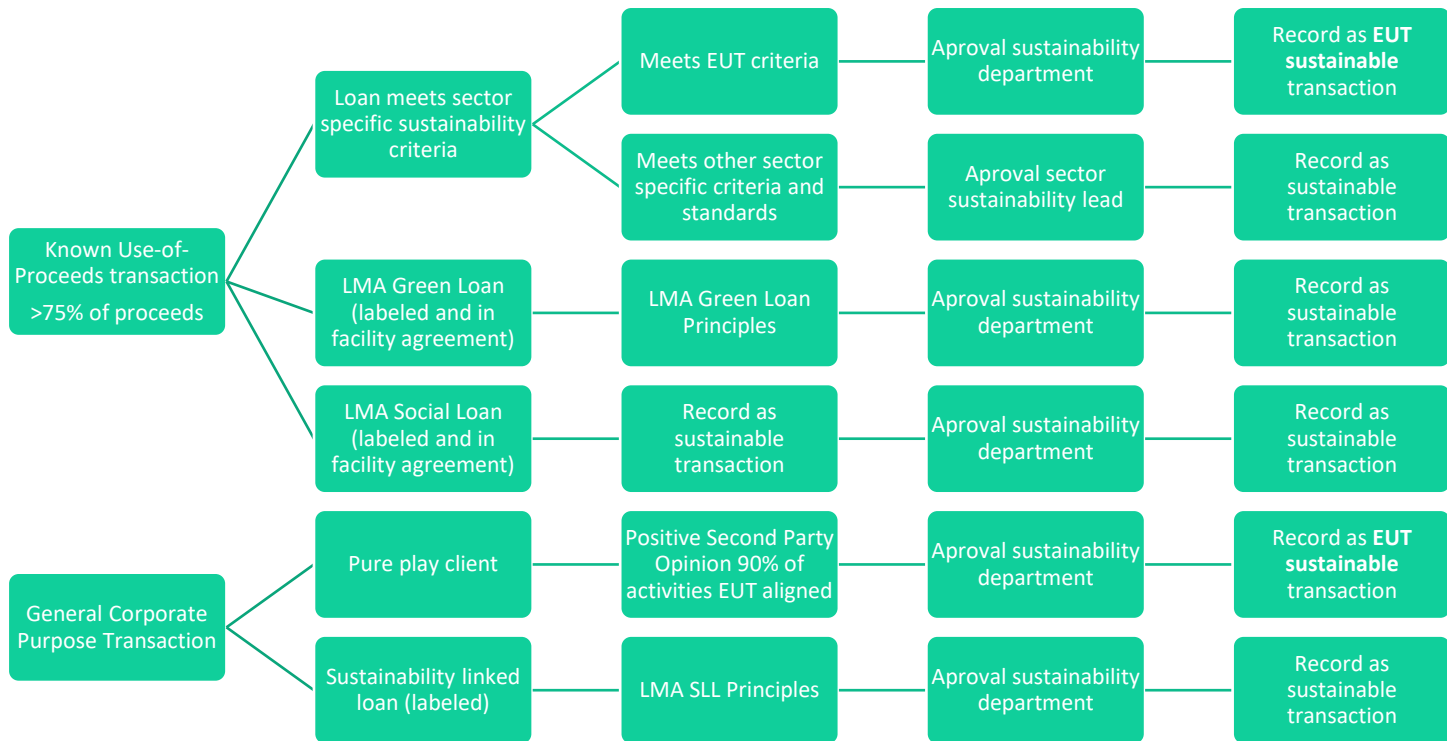 Known Use-of-
Proceeds transaction
>75% of proceeds
Loan meets sector
specific sustainability
criteria
Meets EUT criteria
Aproval sustainability
department
Record as EUT
sustainable
transaction
Meets other sector
specific criteria and
standards
Aproval sector
sustainability lead
Record as
sustainable
transaction
LMA Green Loan
(labeled and in
facility agreement)
LMA Green Loan
Principles
Aproval sustainability
department
Record as
sustainable
transaction
LMA Social Loan
(labeled and in
facility agreement)
Record as
sustainable
transaction
Aproval sustainability
department
Record as
sustainable
transaction
General Corporate
Purpose Transaction
Pure play client
Positive Second Party
Opinion 90% of
activities EUT aligned
Aproval sustainability
department
Record as EUT
sustainable
transaction
Sustainability linked
loan (labeled)
LMA SLL Principles
Aproval sustainability
department
Record as
sustainable
transaction